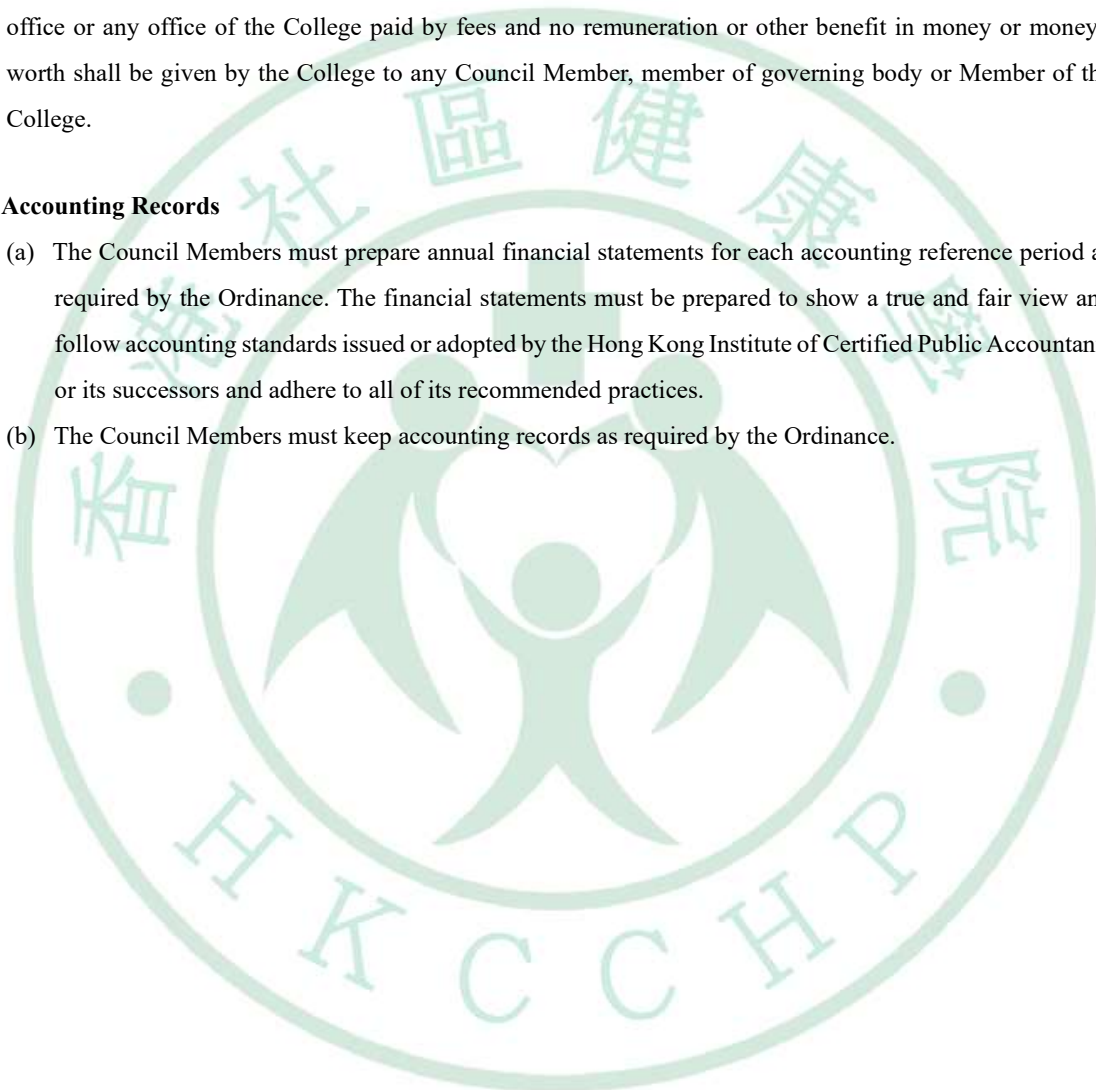 office or any office of the College paid by fees and no remuneration or other benefit in money or money
worth shall be given by the College to any Council Member, member of governing body or Member of th
College.
Accounting Records
(a) The Council Members must prepare annual financial statements for each accounting reference period a
required by the Ordinance. The financial statements must be prepared to show a true and fair view an
follow accounting standards issued or adopted by the Hong Kong Institute of Certified Public Accountan
or its successors and adhere to all of its recommended practices.
(b) The Council Members must keep accounting records as required by the Ordinance.
香港社區健康學院
HKCCHP